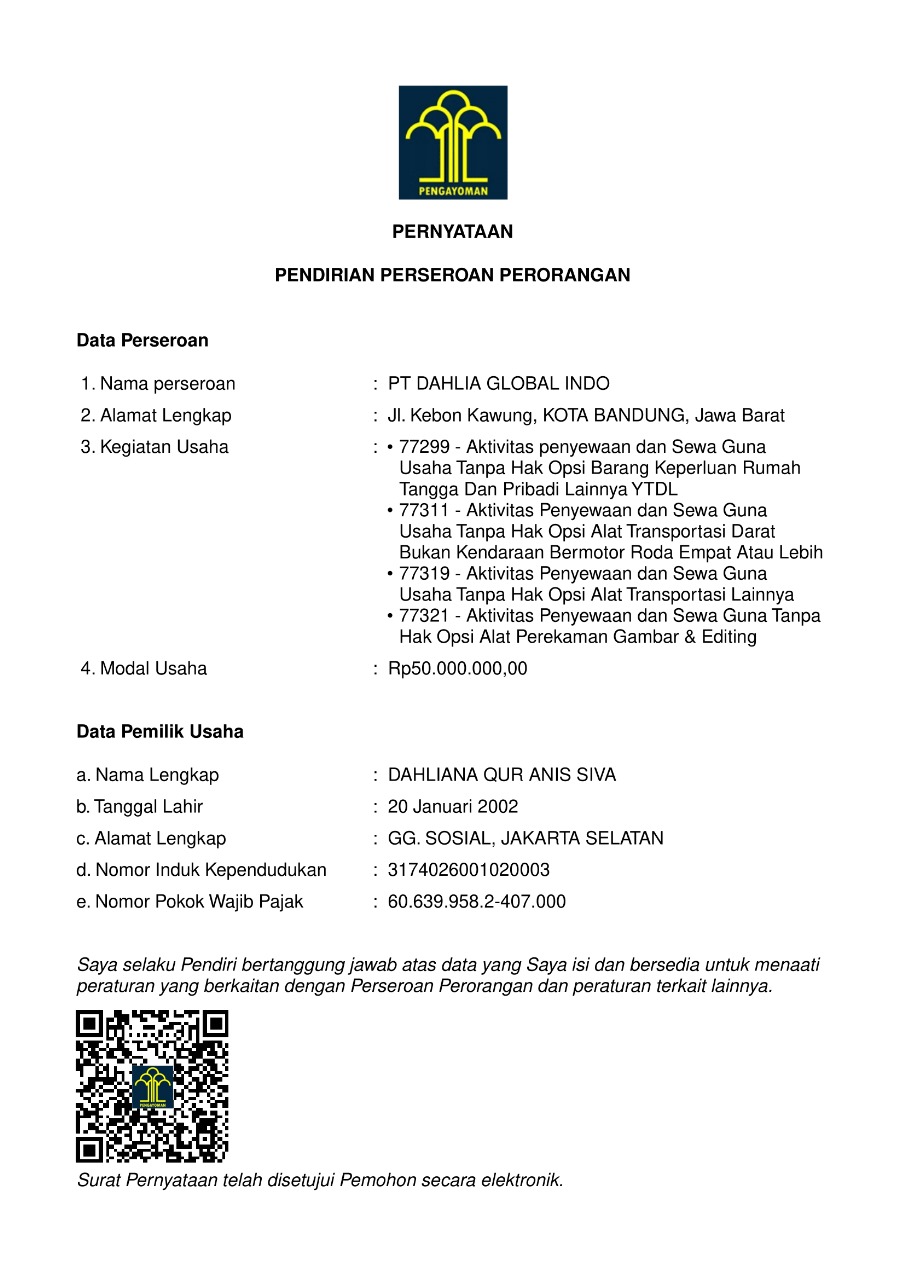 PENGAYOMAN
PERNYATAAN
PENDIRIAN PERSEROAN PERORANGAN
Data Perseroan
1. Nama perseroan : PT DAHLIA GLOBAL INDO
2. Alamat Lengkap : Jl. Kebon Kawung, KOTA BANDUNG, Jawa Barat
3. Kegiatan Usaha : • 77299 - Aktivitas penyewaan dan Sewa Guna
Usaha Tanpa Hak Opsi Barang Keperluan Rumah
Tangga Dan Pribadi Lainnya YTDL
• 77311 - Aktivitas Penyewaan dan Sewa Guna
Usaha Tanpa Hak Opsi Alat Transportasi Darat
Bukan Kendaraan Bermotor Roda Empat Atau Lebih
• 77319 - Aktivitas Penyewaan dan Sewa Guna
Usaha Tanpa Hak Opsi Alat Transportasi Lainnya
• 77321 - Aktivitas Penyewaan dan Sewa Guna Tanpa
Hak Opsi Alat Perekaman Gambar & Editing
4. Modal Usaha : Rp50.000.000,00
Data Pemilik Usaha
a. Nama Lengkap : DAHLIANA QUR ANIS SIVA
b. Tanggal Lahir : 20 Januari 2002
c. Alamat Lengkap : GG. SOSIAL, JAKARTA SELATAN
d. Nomor Induk Kependudukan : 3174026001020003
e. Nomor Pokok Wajib Pajak : 60.639.958.2-407.000
Saya selaku Pendiri bertanggung jawab atas data yang Saya isi dan bersedia untuk menaati
peraturan yang berkaitan dengan Perseroan Perorangan dan peraturan terkait lainnya.
PENGAYOMAN
Surat Pernyataan telah disetujui Pemohon secara elektronik.